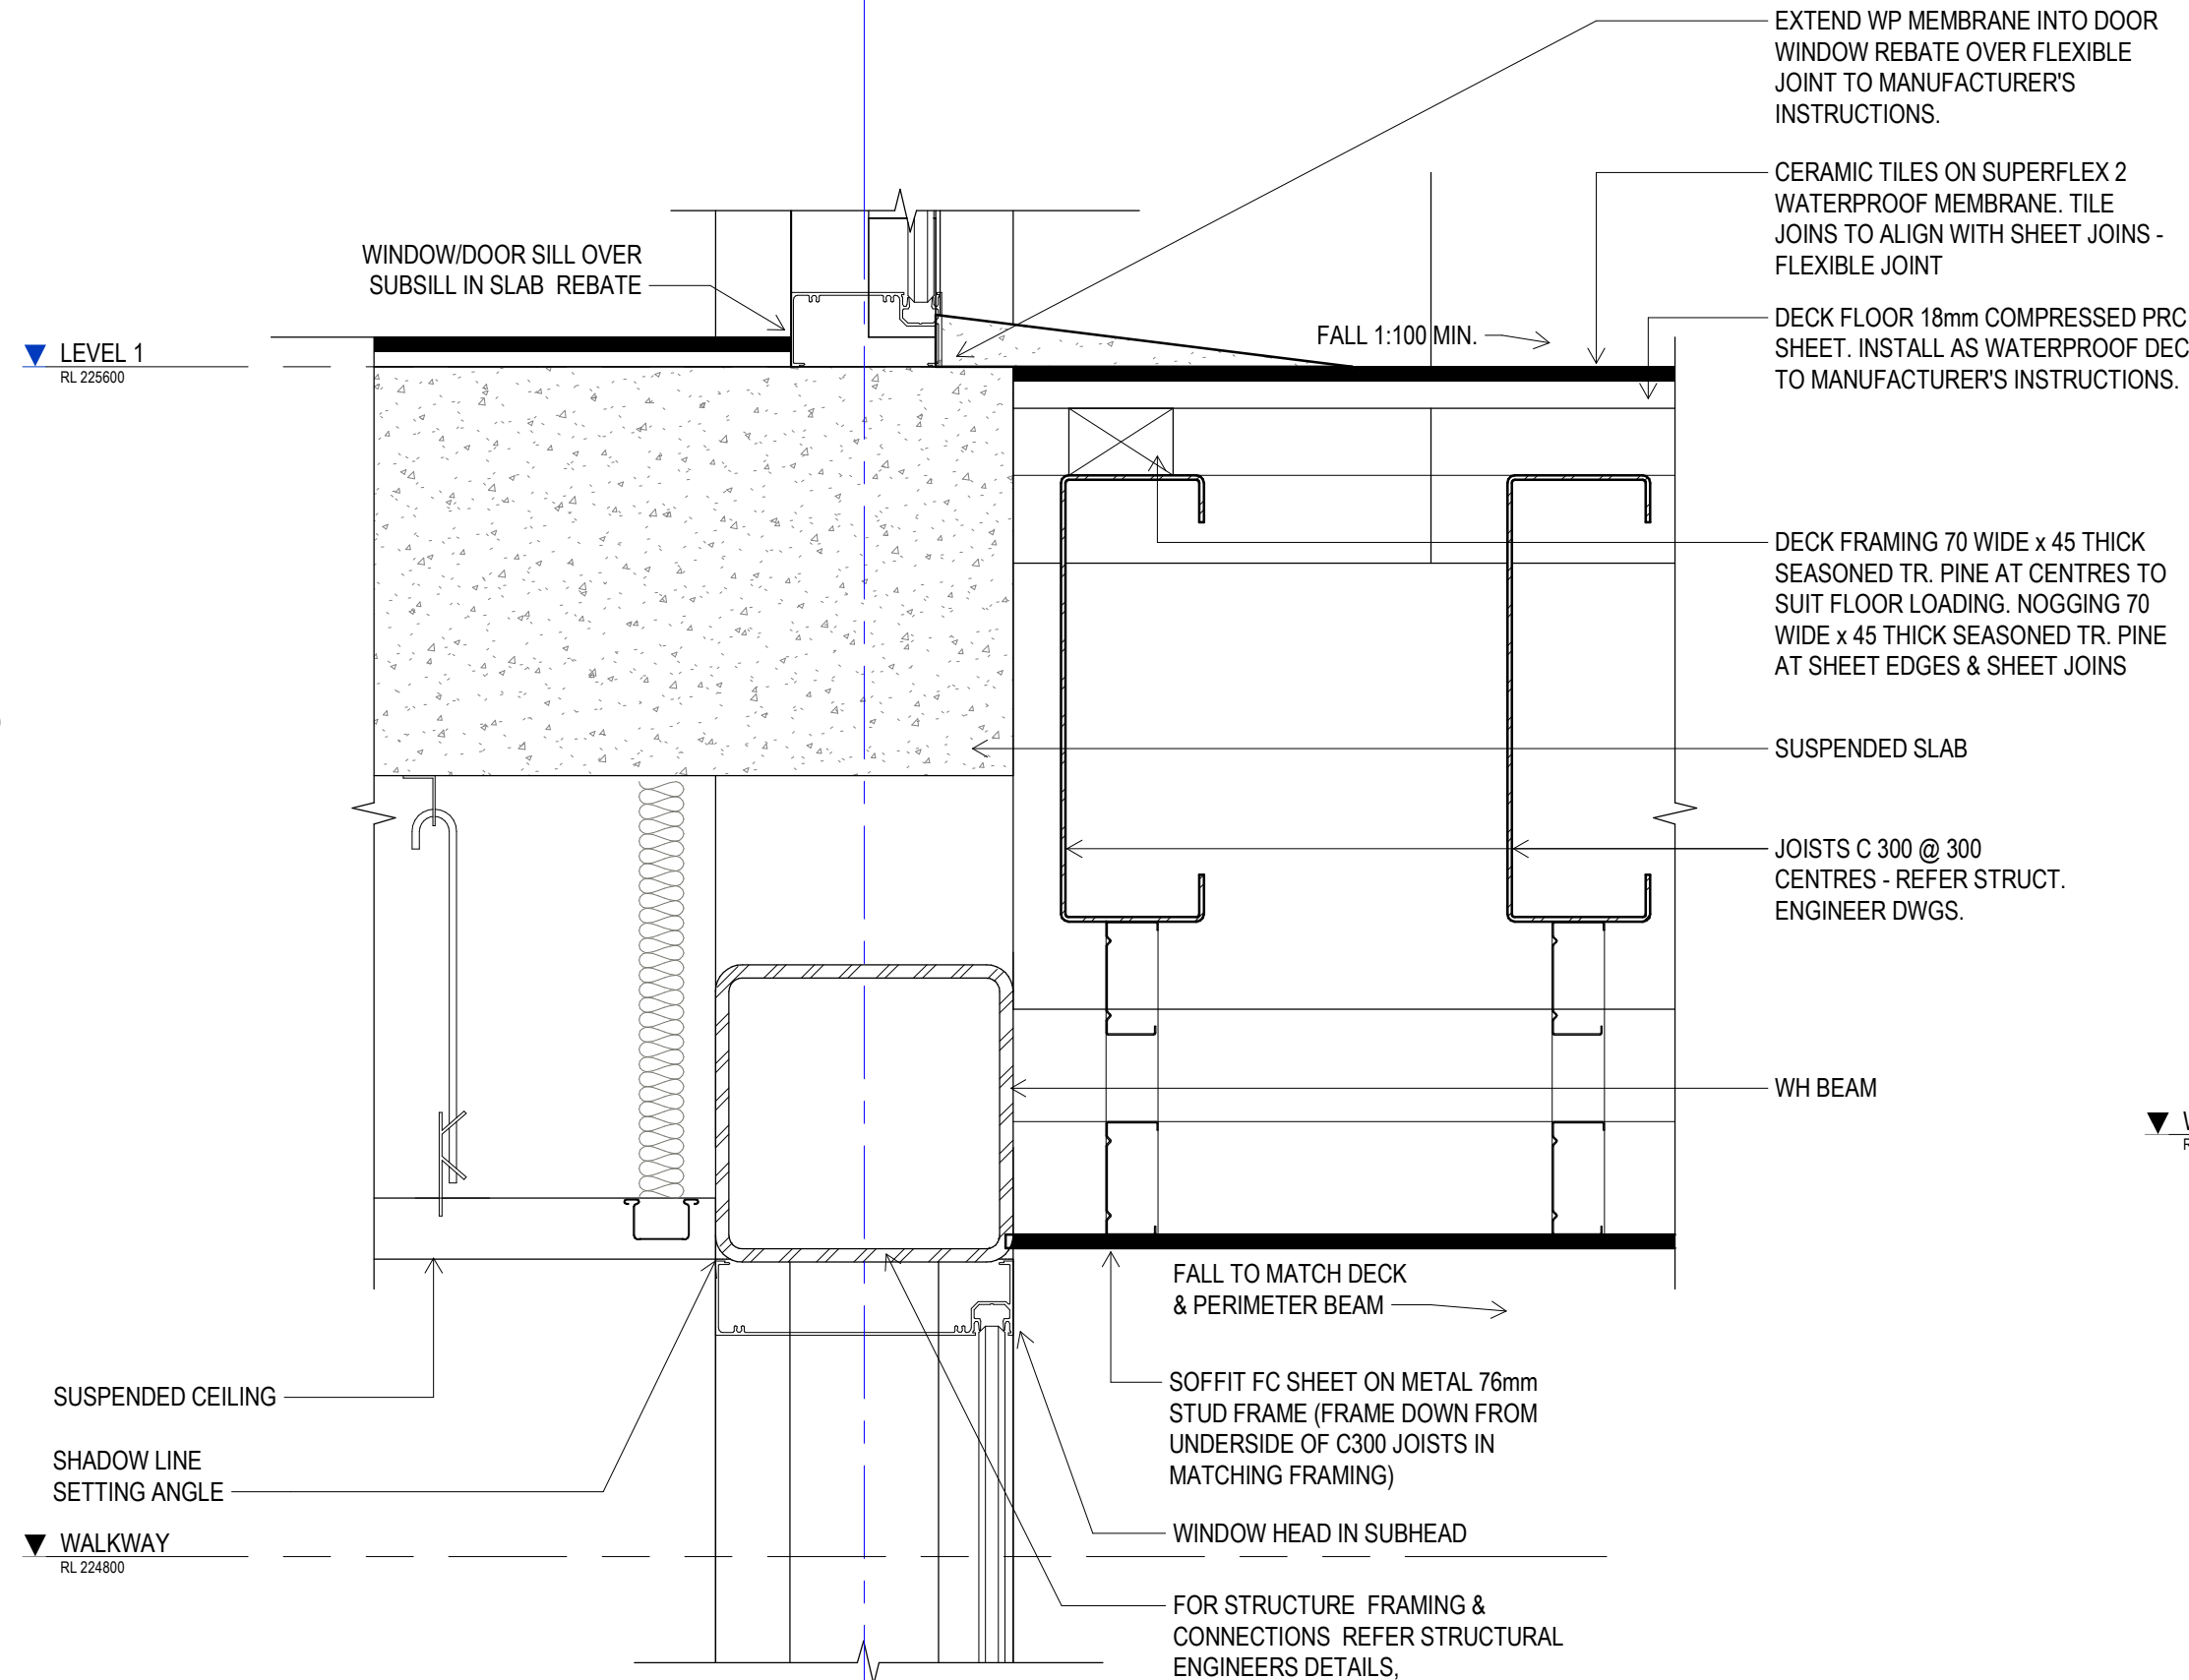 EXTEND WP MEMBRANE INTO DOOR
WINDOW REBATE OVER FLEXIBLE
JOINT TO MANUFACTURER'S
INSTRUCTIONS.
CERAMIC TILES ON SUPERFLEX 2
WATERPROOF MEMBRANE. TILE
JOINS TO ALIGN WITH SHEET JOINS -
FLEXIBLE JOINT
WINDOW/DOOR SILL OVER
SUBSILL IN SLAB REBATE
FALL 1:100 MIN.
DECK FLOOR 18mm COMPRESSED PRC
SHEET. INSTALL AS WATERPROOF DEC
TO MANUFACTURER'S INSTRUCTIONS.
LEVEL 1
RL 225600
DECK FRAMING 70 WIDE x 45 THICK
SEASONED TR. PINE AT CENTRES TO
SUIT FLOOR LOADING. NOGGING 70
WIDE x 45 THICK SEASONED TR. PINE
AT SHEET EDGES & SHEET JOINS
SUSPENDED SLAB
JOISTS C 300 @ 300
CENTRES - REFER STRUCT.
ENGINEER DWGS.
WH BEAM
FALL TO MATCH DECK
& PERIMETER BEAM
SOFFIT FC SHEET ON METAL 76mm
STUD FRAME (FRAME DOWN FROM
UNDERSIDE OF C300 JOISTS IN
MATCHING FRAMING)
SUSPENDED CEILING
SHADOW LINE
SETTING ANGLE
WINDOW HEAD IN SUBHEAD
WALKWAY
RL 224800
FOR STRUCTURE FRAMING &
CONNECTIONS REFER STRUCTURAL
ENGINEERS DETAILS,